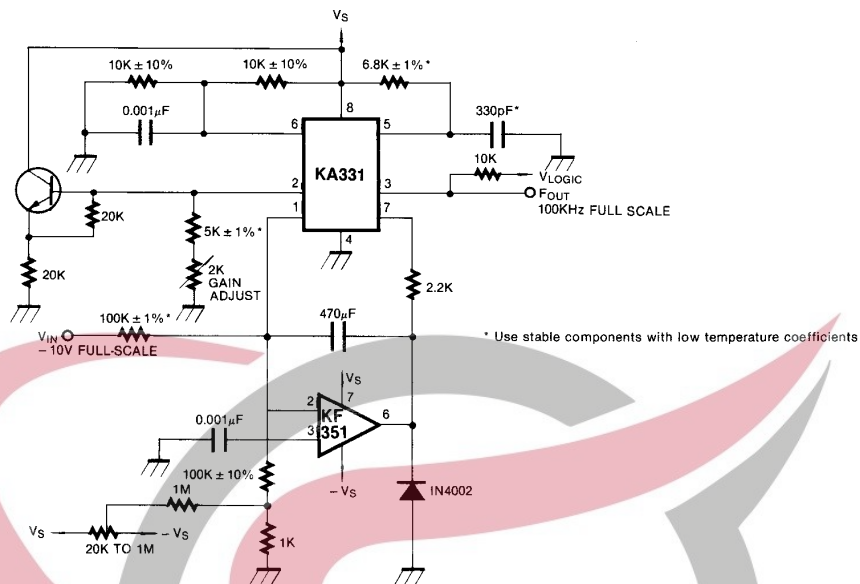 VS
10K ± 10%
10K ± 10%
6.8K ± 1% *
0.001µF
8
330pF*
6
5
KA331
10K
VLOGIC
2
3
FOUT
100KHz FULL SCALE
20K
1
7
5K ± 1% *
4
20K
2K
GAIN
ADJUST
2.2K
100K ± 1% *
470µF
VIN
– 10V FULL-SCALE
* Use stable components with low temperature coefficients
VS
7
2
KF
351
6
0.001µF
3
100K ± 10%
– VS
1M
IN4002
VS
– VS
20K TO 1M
1K